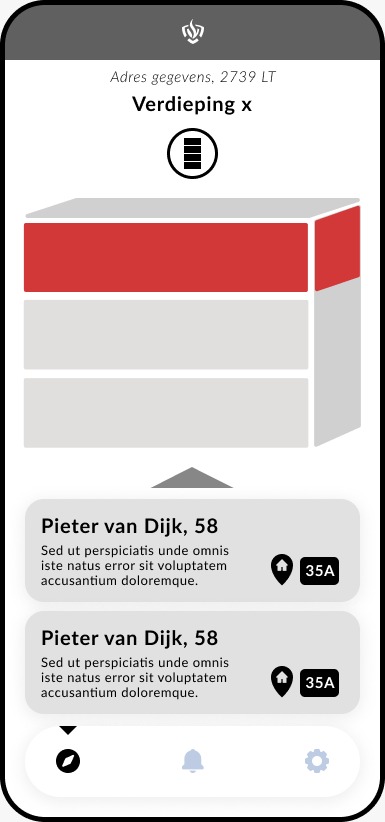 Adres gegevens, 2739 LT
Verdieping x
Pieter van Dijk, 58
Sed ut perspiciatis unde omnis
iste natus error sit voluptatem
accusantium doloremque.
35A
Pieter van Dijk, 58
Sed ut perspiciatis unde omnis
iste natus error sit voluptatem
accusantium doloremque.
35A